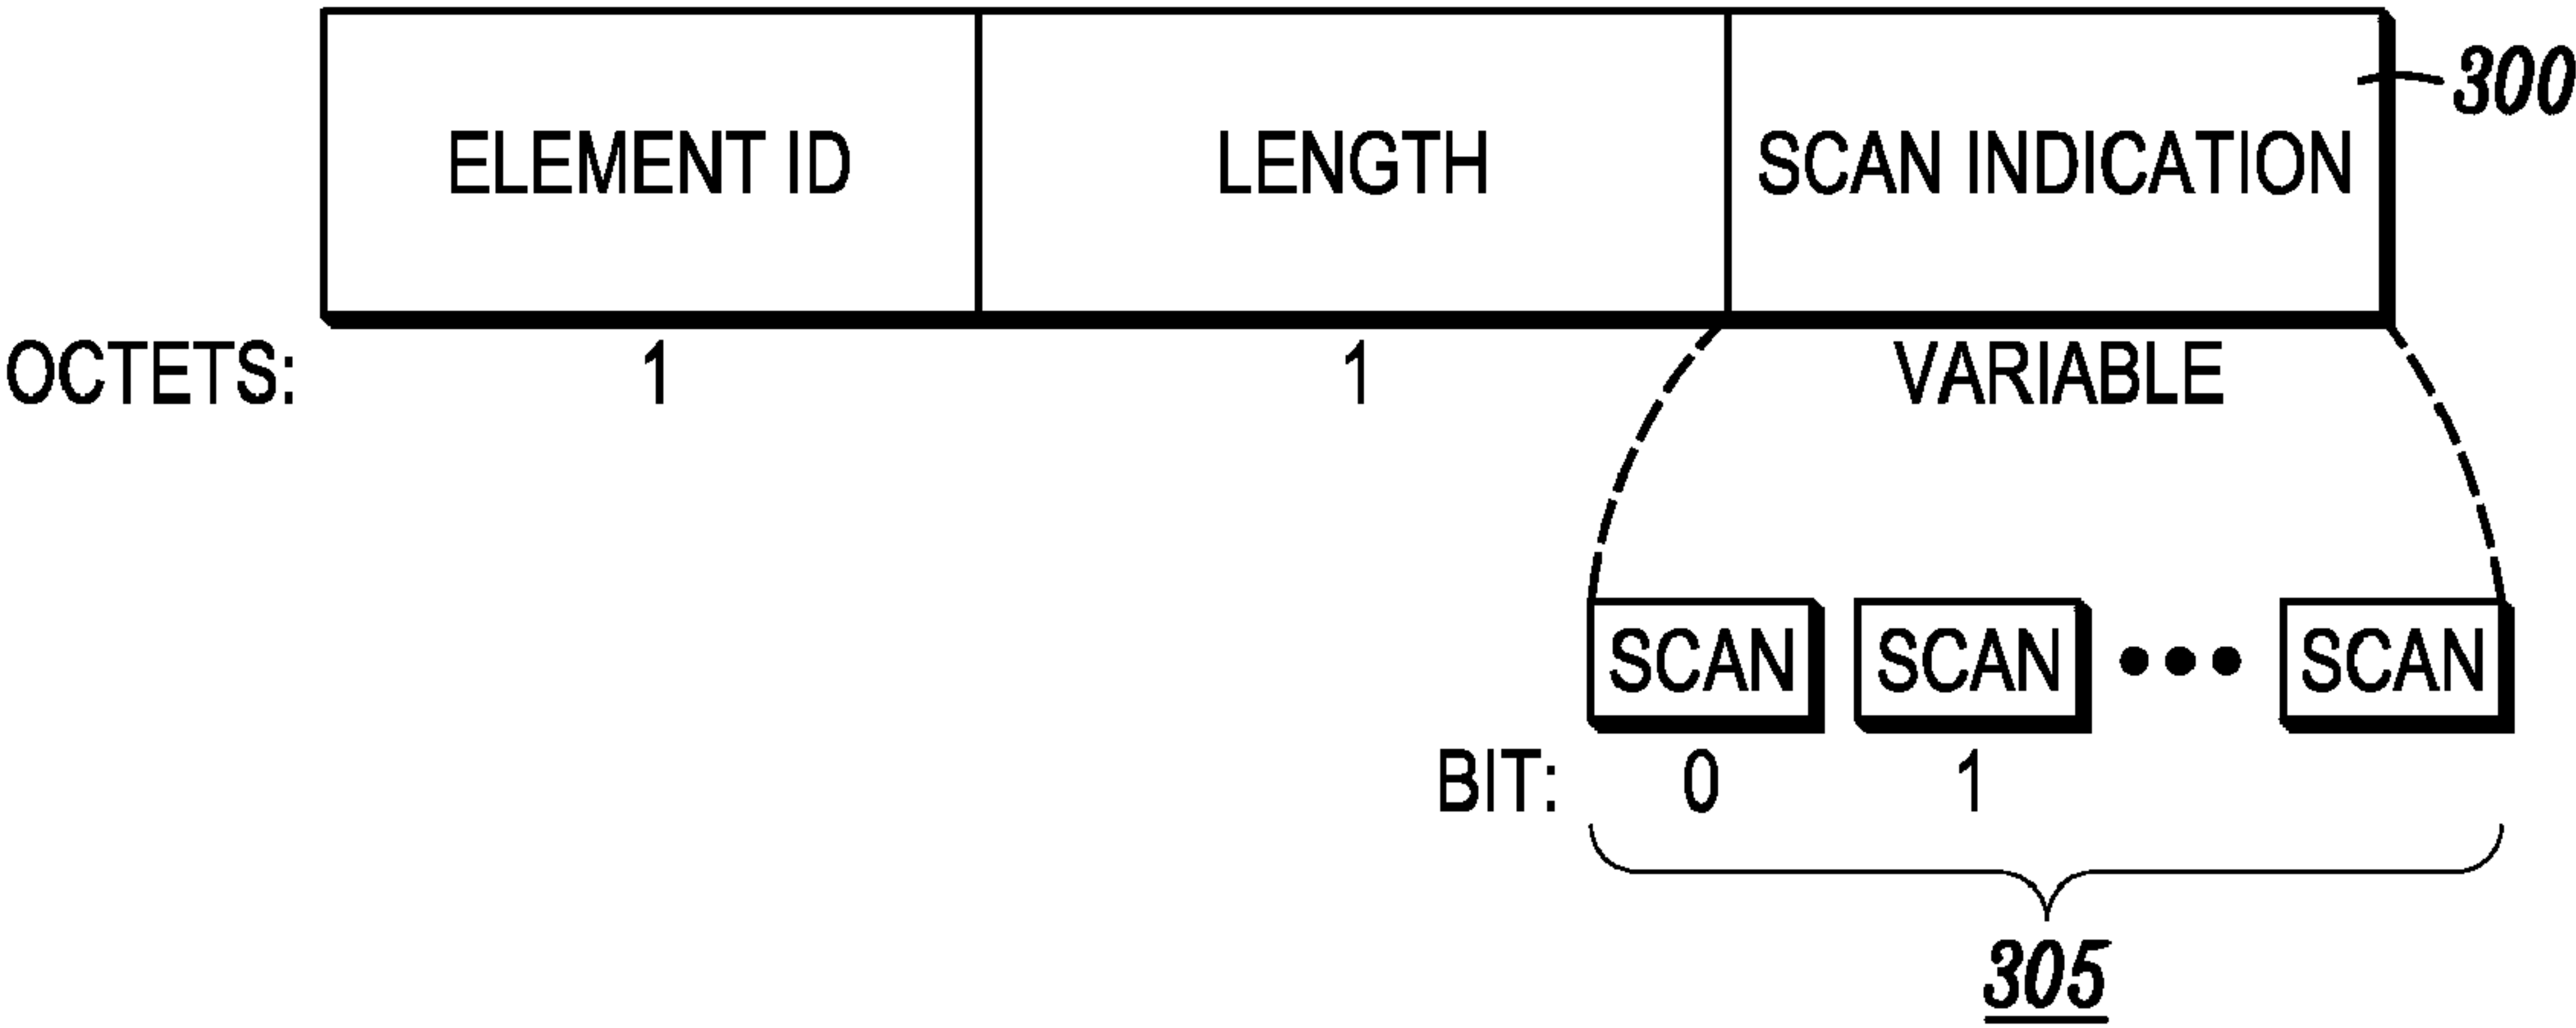 300
ELEMENT ID LENGTH SCAN INDICATION
OCTETS: 1 1 VARIABLE
SCAN SCAN ••• SCAN
BIT: 0 1
305